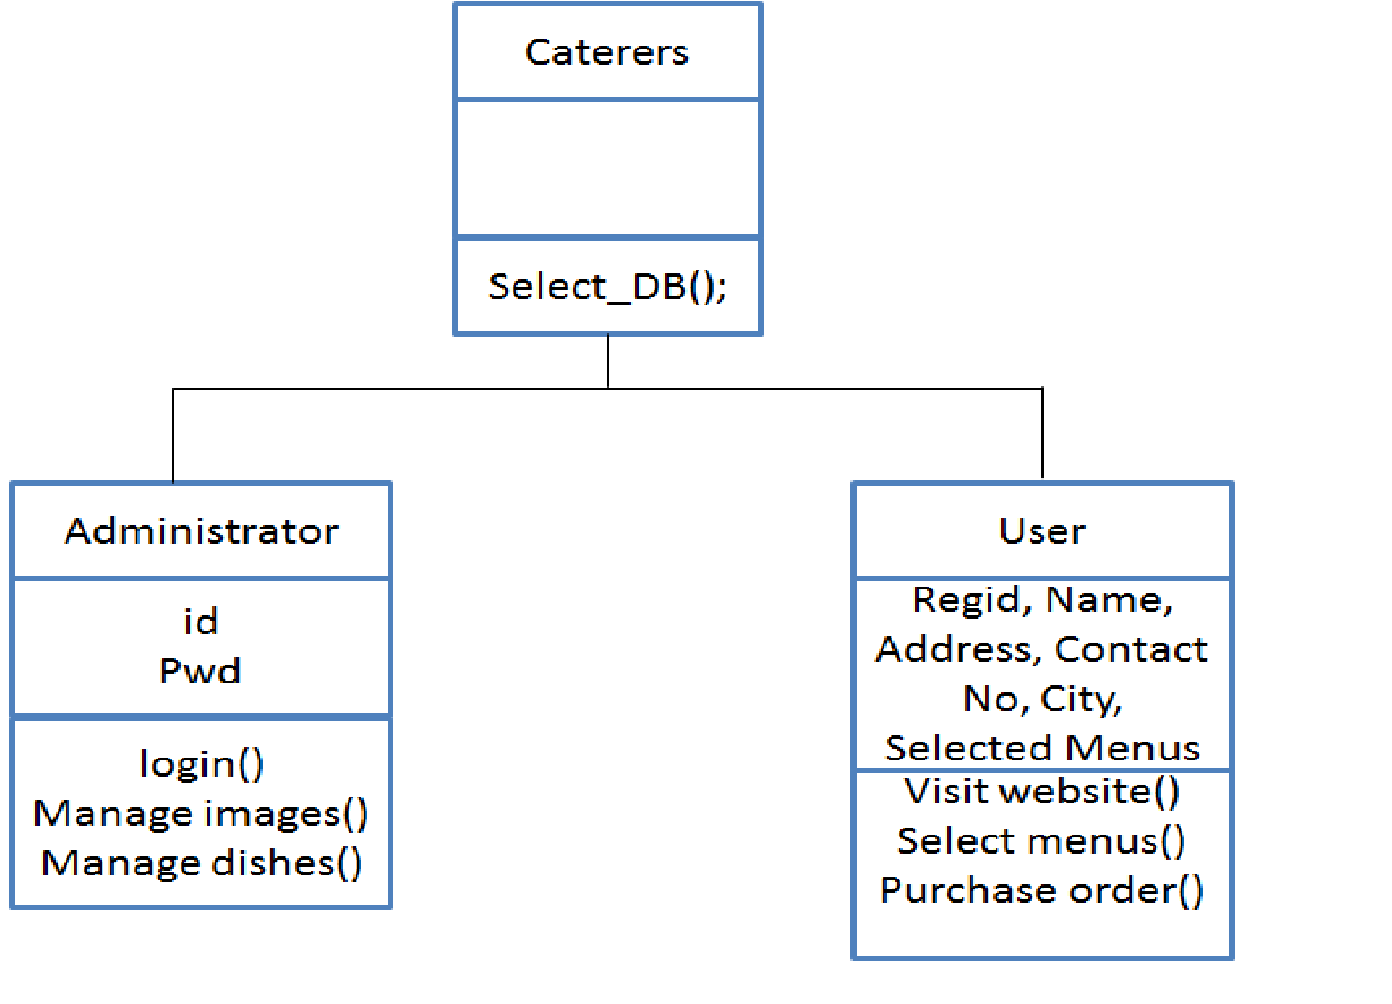 Caterers
Select_DB();
Administrator
id
Pwd
login()
Manage images()
Manage dishes()
User
Regid, Name,
Address, Contact
No, City,
Selected Menus
Visit website()
Select menus()
Purchase order()